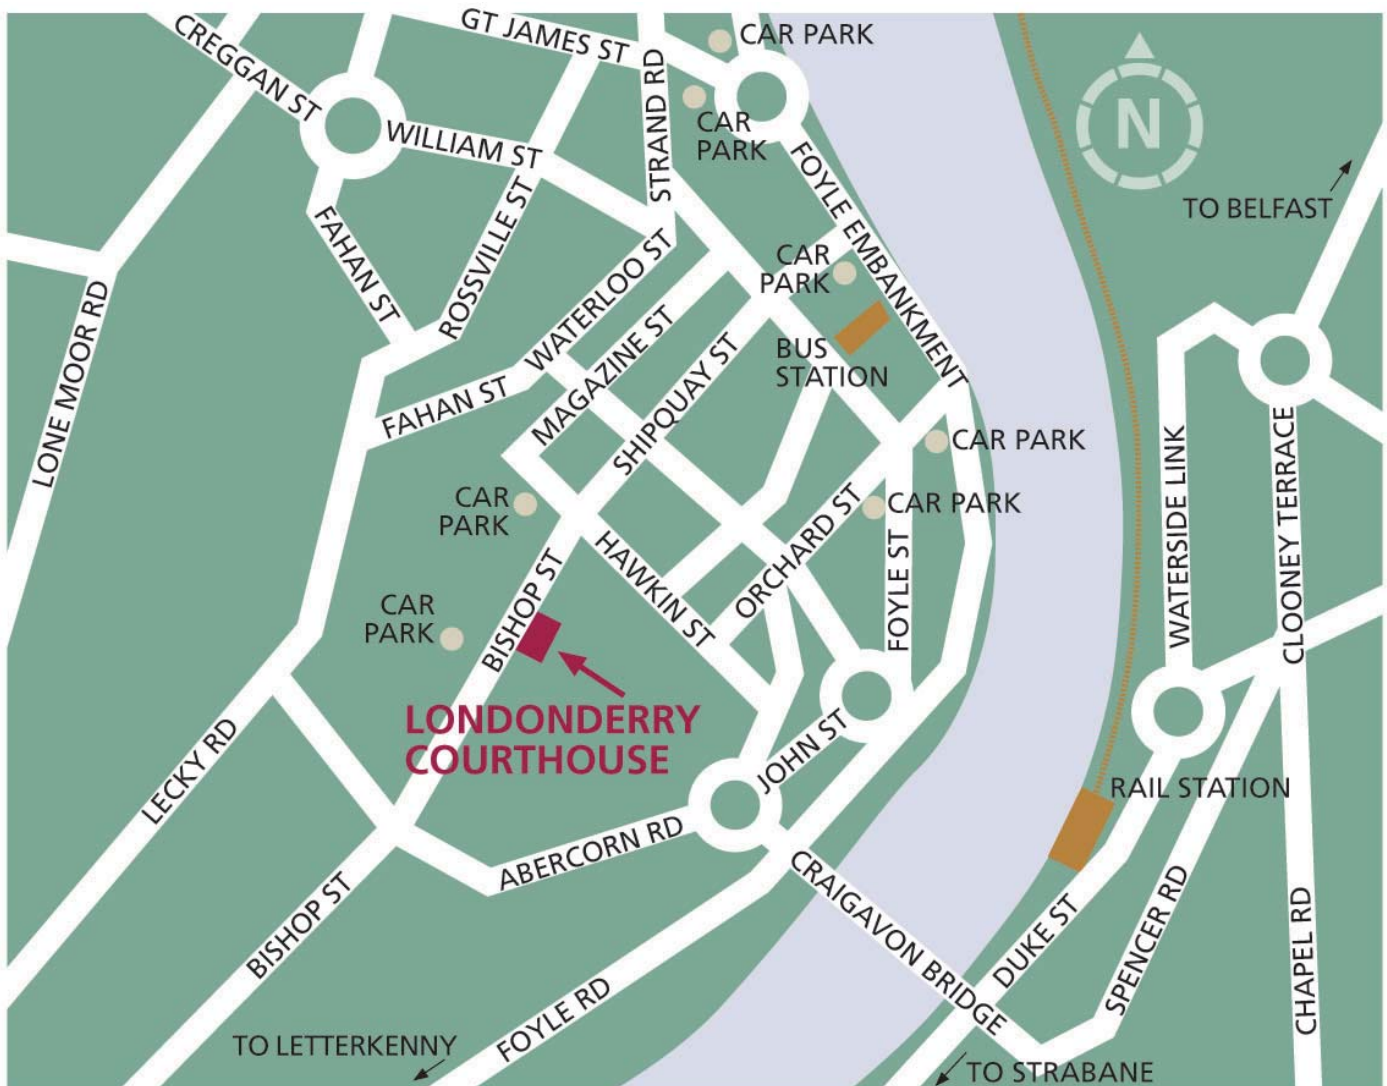 GT JAMES ST
CAR PARK
CREGGAN ST
STRAND RD
CAR
PARK
N
WILLIAM ST
FOYLE EMBANKMENT
TO BELFAST
FAHAN ST
ROSSVILLE ST
WATERLOO ST
CAR
PARK
LONE MOOR RD
MAGAZINE ST
SHIPQUAY ST
BUS
STATION
FAHAN ST
CAR PARK
WATERSIDE LINK
CLOONEY TERRACE
CAR
PARK
CAR PARK
ORCHARD ST
HAWKIN ST
FOYLE ST
BISHOP ST
CAR
PARK
LONDONDERRY
COURTHOUSE
JOHN ST
LECKY RD
RAIL STATION
ABERCORN RD
BISHOP ST
CRAIGAVON BRIDGE
DUKE ST
SPENCER RD
CHAPEL RD
FOYLE RD
TO LETTERKENNY
TO STRABANE